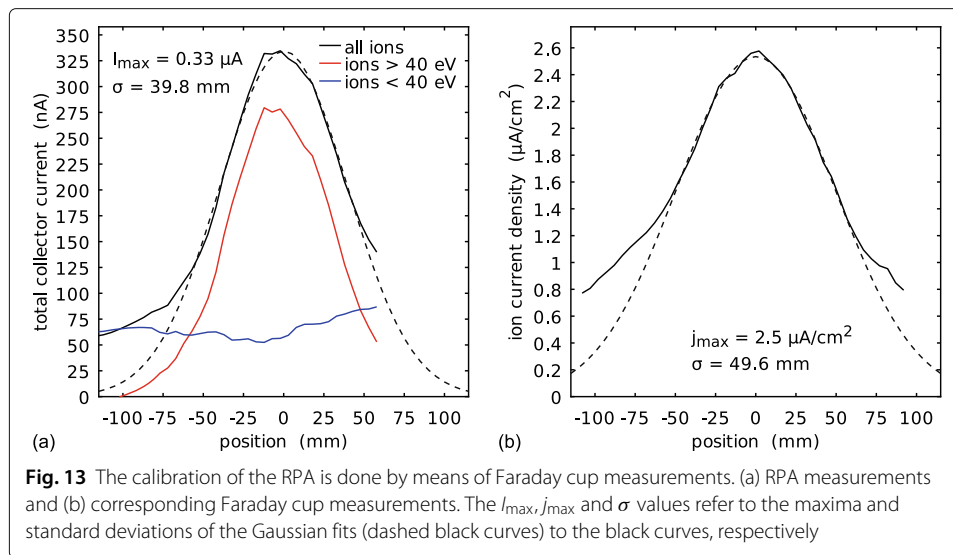 350
325
300
275
250
225
200
175
150
125
100
75
50
25
0
total collector current (nA)
Imax = 0.33 µA
σ = 39.8 mm
all ions
ions > 40 eV
ions < 40 eV
-100 -75 -50 -25 0 25 50 75 100
position (mm)
(a)
2.6
2.4
2.2
2
1.8
1.6
1.4
1.2
1
0.8
0.6
0.4
0.2
0
ion current density (µA/cm²)
jmax = 2.5 µA/cm²
σ = 49.6 mm
-100 -75 -50 -25 0 25 50 75 100
position (mm)
(b)
Fig. 13 The calibration of the RPA is done by means of Faraday cup measurements. (a) RPA measurements
and (b) corresponding Faraday cup measurements. The Imax, jmax and σ values refer to the maxima and
standard deviations of the Gaussian fits (dashed black curves) to the black curves, respectively